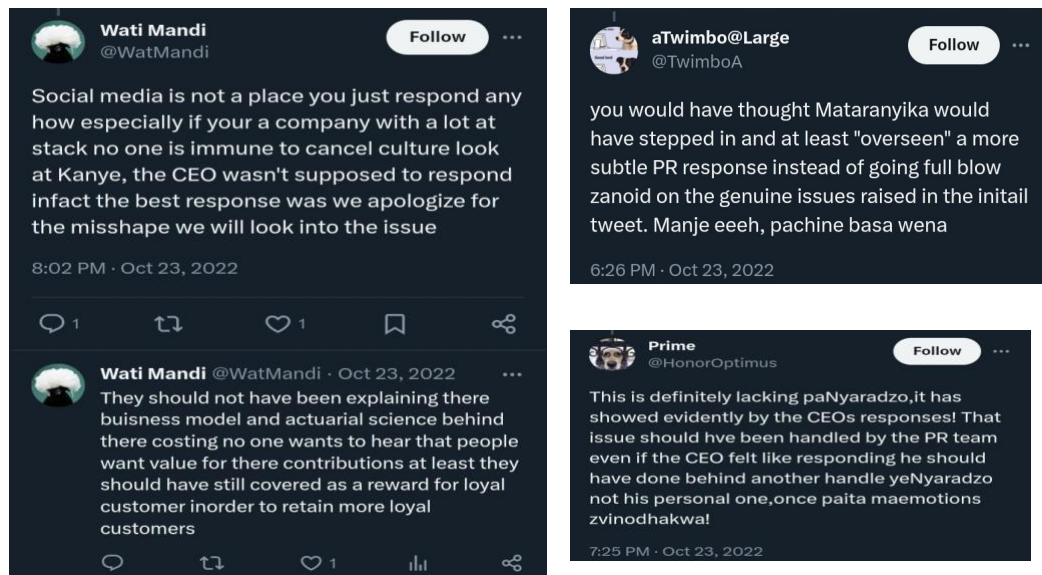 Wati Mandi
@WatMandi
Follow
Social media is not a place you just respond any
how especially if your a company with a lot at
stack no one is immune to cancel culture look
at Kanye, the CEO wasn't supposed to respond
infact the best response was we apologize for
the misshape we will look into the issue
8:02 PM · Oct 23, 2022
1
1
Wati Mandi @WatMandi · Oct 23, 2022
They should not have been explaining there
buisness model and actuarial science behind
there costing no one wants to hear that people
want value for there contributions at least they
should have still covered as a reward for loyal
customer inorder to retain more loyal
customers
1
aTwimbo@Large
@TwimboA
Follow
you would have thought Mataranyika would
have stepped in and at least "overseen" a more
subtle PR response instead of going full blow
zanoid on the genuine issues raised in the initail
tweet. Manje eeeh, pachine basa wena
6:26 PM · Oct 23, 2022
Prime
@HonorOptimus
Follow
This is definitely lacking paNyaradzo,it has
showed evidently by the CEOs responses! That
issue should hve been handled by the PR team
even if the CEO felt like responding he should
have done behind another handle yeNyaradzo
not his personal one,once paita maemotions
zvinodhakwa!
7:25 PM · Oct 23, 2022